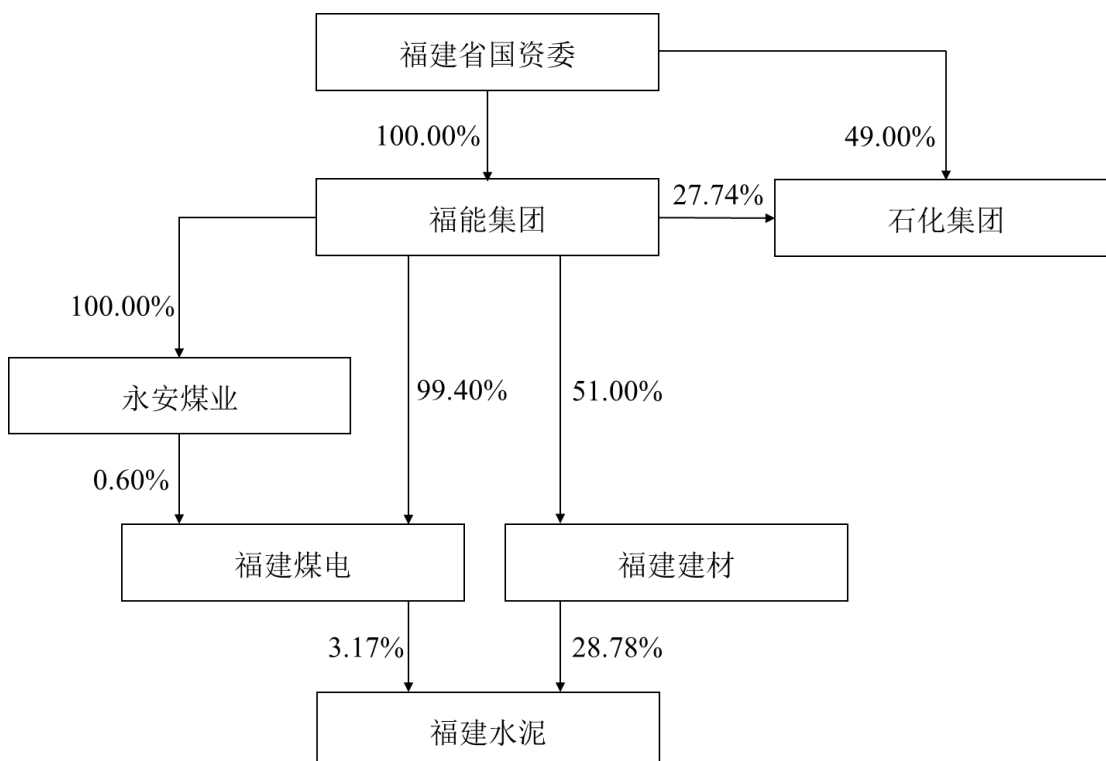 福建省国资委
100.00%
49.00%
福能集团
27.74%
石化集团
100.00%
永安煤业
99.40%
51.00%
0.60%
福建煤电
福建建材
3.17%
28.78%
福建水泥